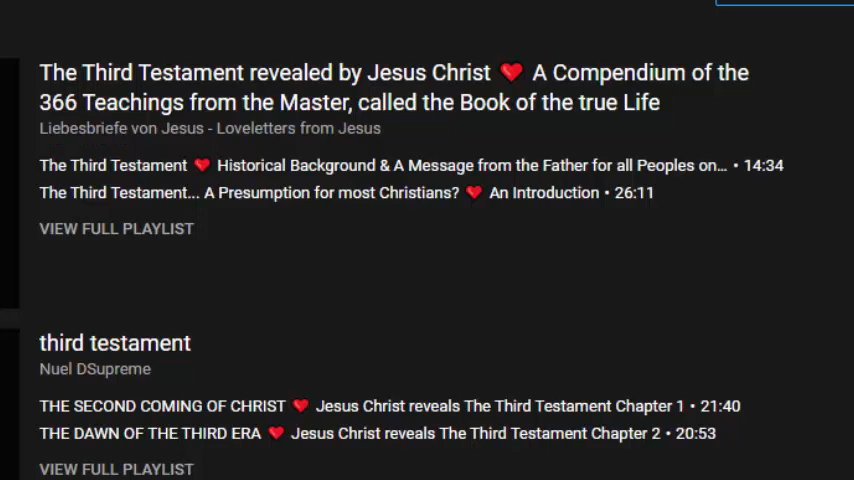 The Third Testament revealed by Jesus Christ ❤ A Compendium of the
366 Teachings from the Master, called the Book of the true Life
Liebesbriefe von Jesus - Loveletters from Jesus
The Third Testament ❤ Historical Background & A Message from the Father for all Peoples on... • 14:34
The Third Testament... A Presumption for most Christians? ❤ An Introduction • 26:11
VIEW FULL PLAYLIST
third testament
Nuel DSupreme
THE SECOND COMING OF CHRIST ❤ Jesus Christ reveals The Third Testament Chapter 1 • 21:40
THE DAWN OF THE THIRD ERA ❤ Jesus Christ reveals The Third Testament Chapter 2 • 20:53
VIEW FULL PLAYLIST